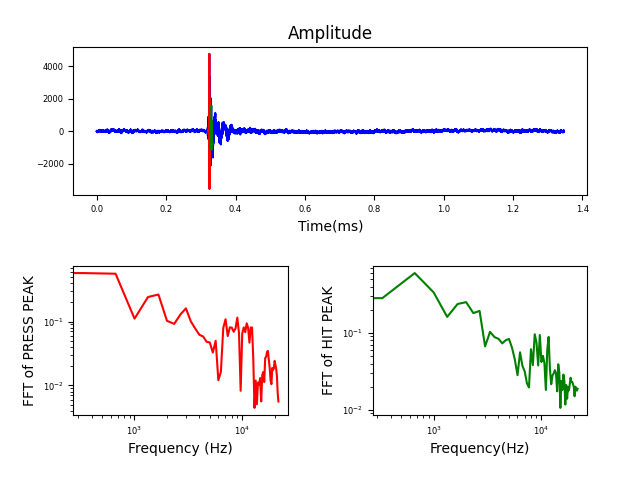 Amplitude
4000
2000
0
−2000
0.0 0.2 0.4 0.6 0.8 1.0 1.2 1.4
Time(ms)
FFT of PRESS PEAK
10⁻¹
10⁻²
10³ 10⁴
Frequency (Hz)
FFT of HIT PEAK
10⁻¹
10⁻²
10³ 10⁴
Frequency(Hz)